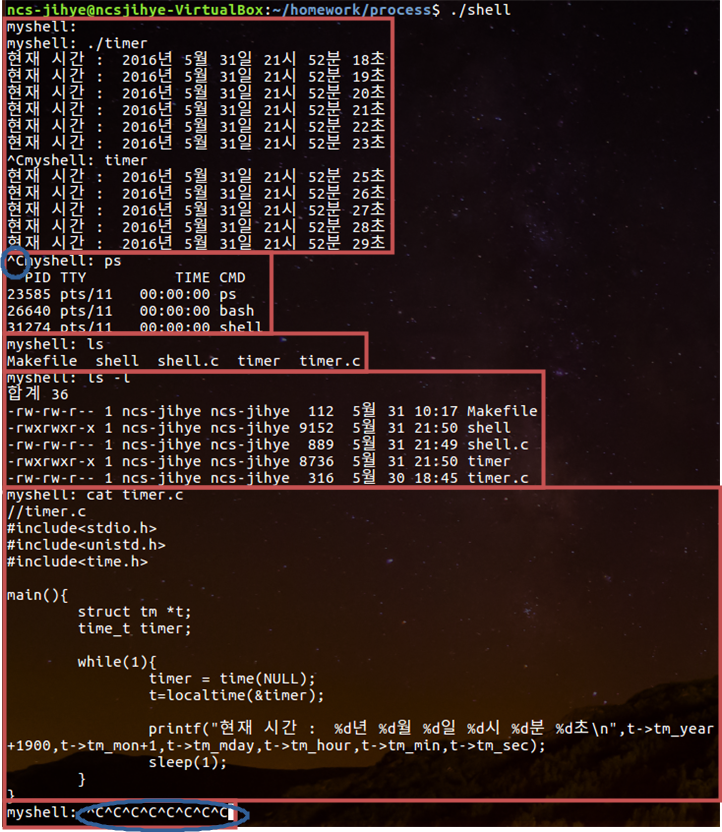 ncs-jihye@ncsjihye-VirtualBox:~/homework/process$ ./shell
myshell:
myshell: ./timer
현재 시간 :  2016년 5월 31일 21시 52분 18초
현재 시간 :  2016년 5월 31일 21시 52분 19초
현재 시간 :  2016년 5월 31일 21시 52분 20초
현재 시간 :  2016년 5월 31일 21시 52분 21초
현재 시간 :  2016년 5월 31일 21시 52분 22초
현재 시간 :  2016년 5월 31일 21시 52분 23초
^Cmyshell: timer
현재 시간 :  2016년 5월 31일 21시 52분 25초
현재 시간 :  2016년 5월 31일 21시 52분 26초
현재 시간 :  2016년 5월 31일 21시 52분 27초
현재 시간 :  2016년 5월 31일 21시 52분 28초
현재 시간 :  2016년 5월 31일 21시 52분 29초
^Cmyshell: ps
  PID TTY          TIME CMD
23585 pts/11   00:00:00 ps
26640 pts/11   00:00:00 bash
31274 pts/11   00:00:00 shell
myshell: ls
Makefile  shell  shell.c  timer  timer.c
myshell: ls -l
합계 36
-rw-rw-r-- 1 ncs-jihye ncs-jihye  112  5월 31 10:17 Makefile
-rwxrwxr-x 1 ncs-jihye ncs-jihye 9152  5월 31 21:50 shell
-rw-rw-r-- 1 ncs-jihye ncs-jihye  889  5월 31 21:49 shell.c
-rwxrwxr-x 1 ncs-jihye ncs-jihye 8736  5월 31 21:50 timer
-rw-rw-r-- 1 ncs-jihye ncs-jihye  316  5월 30 18:45 timer.c
myshell: cat timer.c
//timer.c
#include<stdio.h>
#include<unistd.h>
#include<time.h>
main(){
        struct tm *t;
        time_t timer;
        while(1){
                timer = time(NULL);
                t=localtime(&timer);
                printf("현재 시간 :  %d년 %d월 %d일 %d시 %d분 %d초\n",t->tm_year
+1900,t->tm_mon+1,t->tm_mday,t->tm_hour,t->tm_min,t->tm_sec);
                sleep(1);
        }
}
myshell: ^C^C^C^C^C^C^C^C